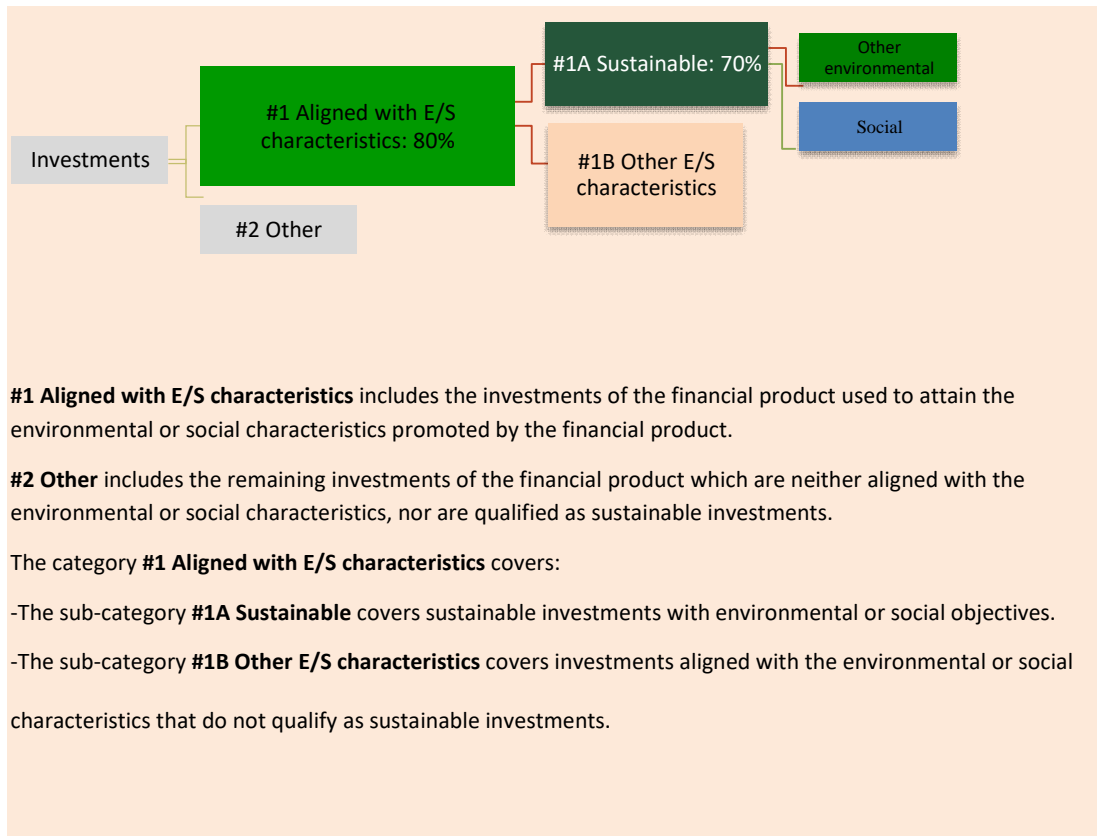 Investments
#1 Aligned with E/S
characteristics: 80%
#2 Other
#1A Sustainable: 70%
#1B Other E/S
characteristics
Other
environmental
Social
#1 Aligned with E/S characteristics includes the investments of the financial product used to attain the
environmental or social characteristics promoted by the financial product.
#2 Other includes the remaining investments of the financial product which are neither aligned with the
environmental or social characteristics, nor are qualified as sustainable investments.
The category #1 Aligned with E/S characteristics covers:
-The sub-category #1A Sustainable covers sustainable investments with environmental or social objectives.
-The sub-category #1B Other E/S characteristics covers investments aligned with the environmental or social
characteristics that do not qualify as sustainable investments.